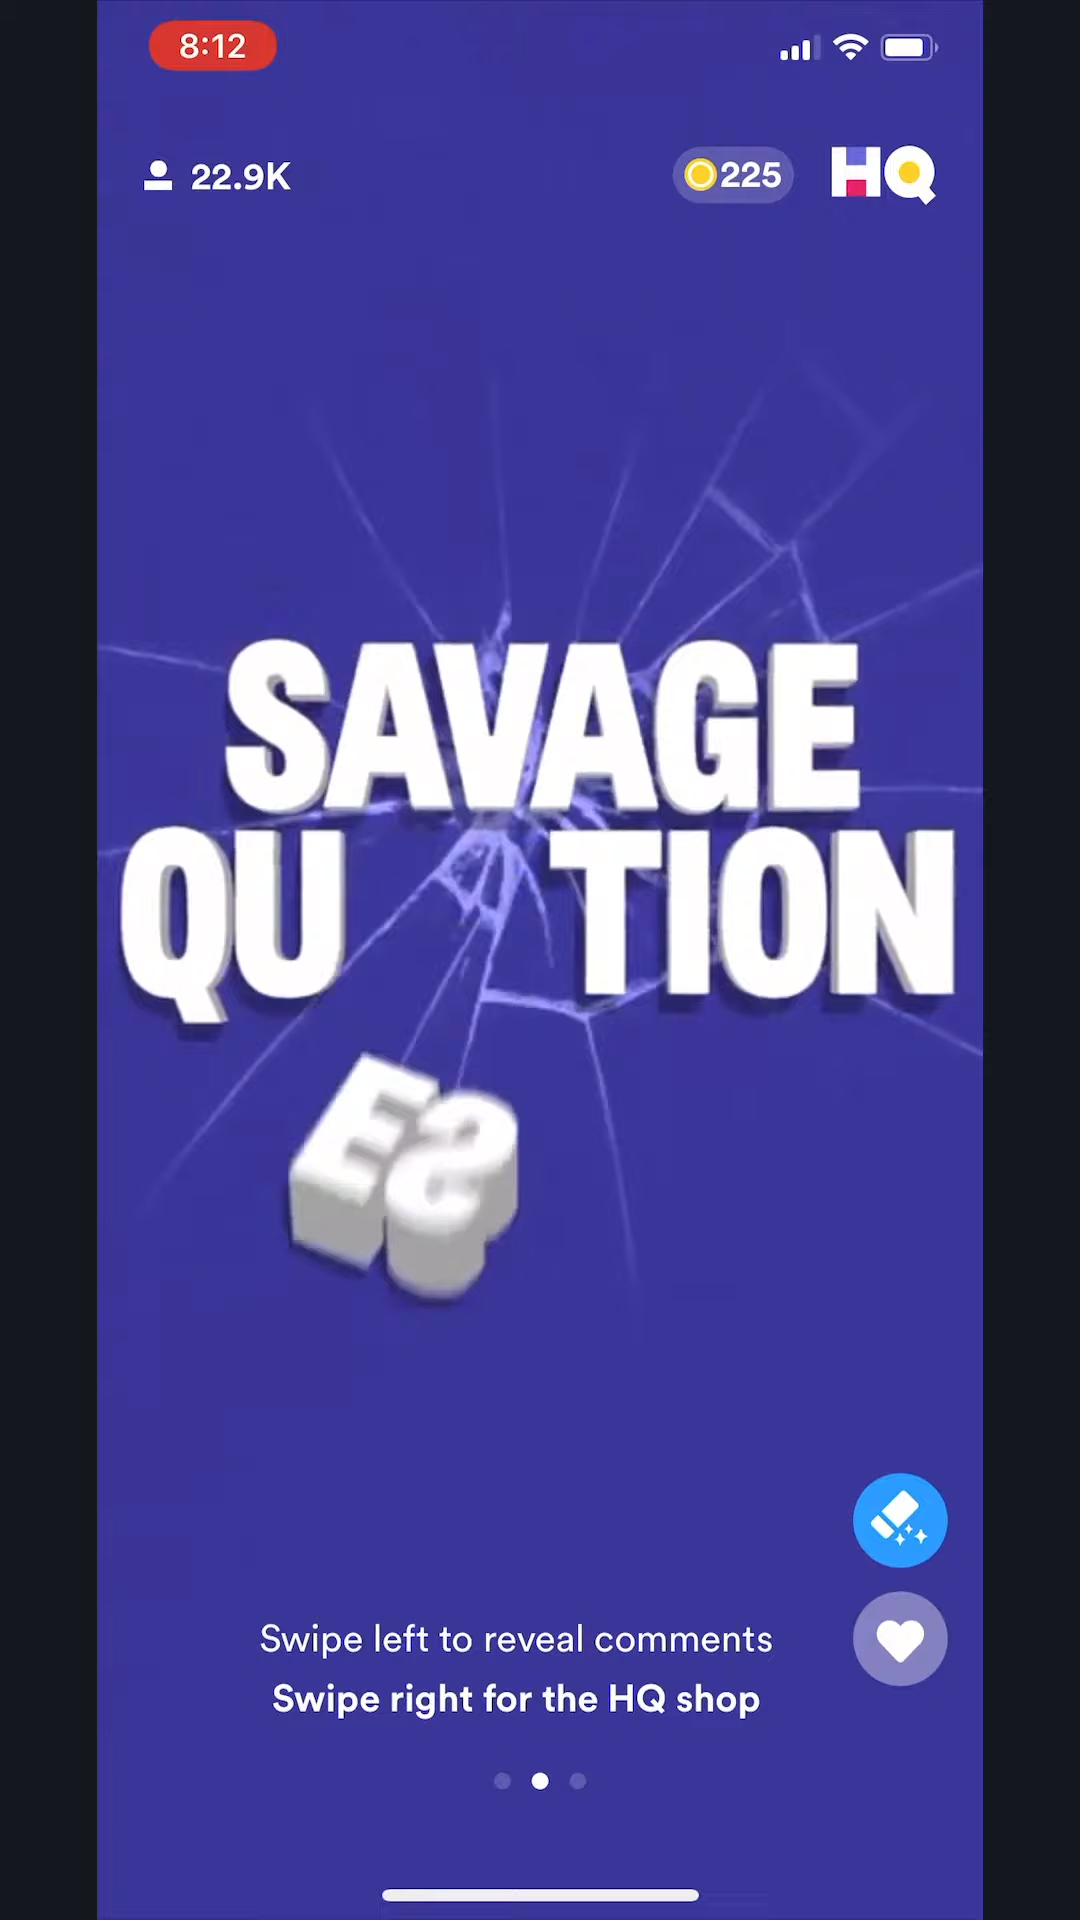 8:12
22.9K
225
HQ
SAVAGE
QU TION
ES
Swipe left to reveal comments
Swipe right for the HQ shop